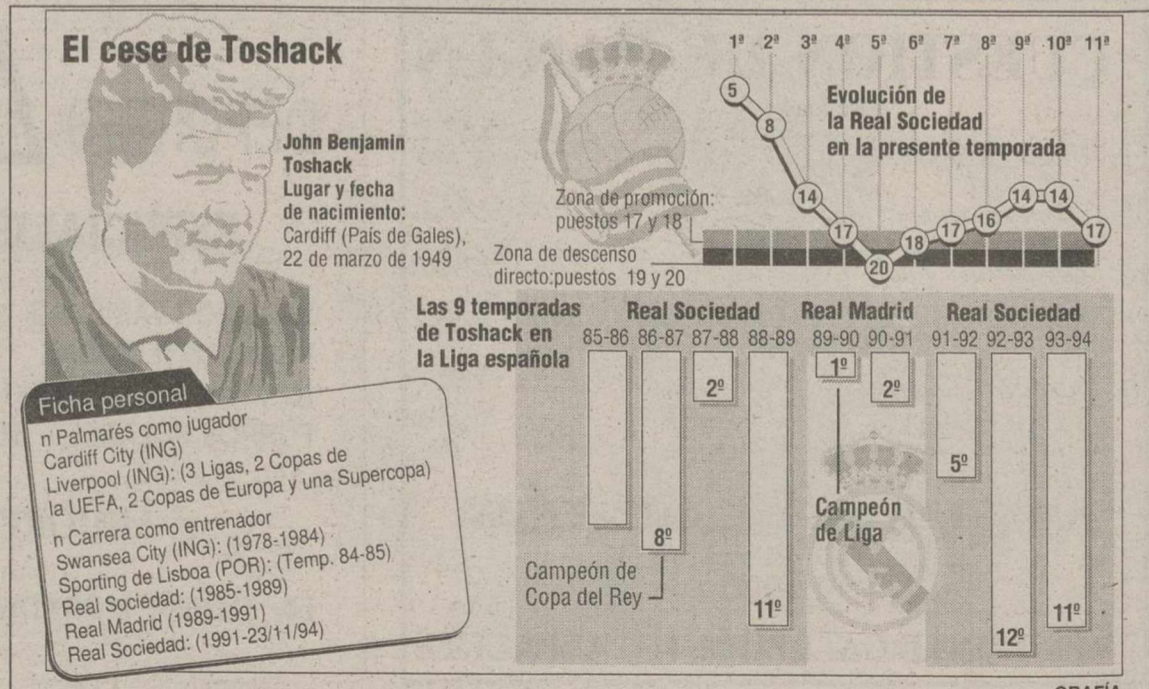 El cese de Toshack
John Benjamin
Toshack
Lugar y fecha
de nacimiento:
Cardiff (País de Gales),
22 de marzo de 1949
1ª 2ª 3ª 4ª 5ª 6ª 7ª 8ª 9ª 10ª 11ª
Evolución de
la Real Sociedad
en la presente temporada
5 8 14 17 20 18 17 16 14 14 17
Zona de promoción:
puestos 17 y 18
Zona de descenso
directo:puestos 19 y 20
Las 9 temporadas
de Toshack en
la Liga española
Real Sociedad
85-86 86-87 87-88 88-89
8º 2º 11º
Campeón de
Copa del Rey
Real Madrid
89-90 90-91
1º 2º
Campeón
de Liga
Real Sociedad
91-92 92-93 93-94
5º 12º 11º
Ficha personal
n Palmarés como jugador
Cardiff City (ING)
Liverpool (ING): (3 Ligas, 2 Copas de
la UEFA, 2 Copas de Europa y una Supercopa)
n Carrera como entrenador
Swansea City (ING): (1978-1984)
Sporting de Lisboa (POR): (Temp. 84-85)
Real Sociedad: (1985-1989)
Real Madrid (1989-1991)
Real Sociedad: (1991-23/11/94)